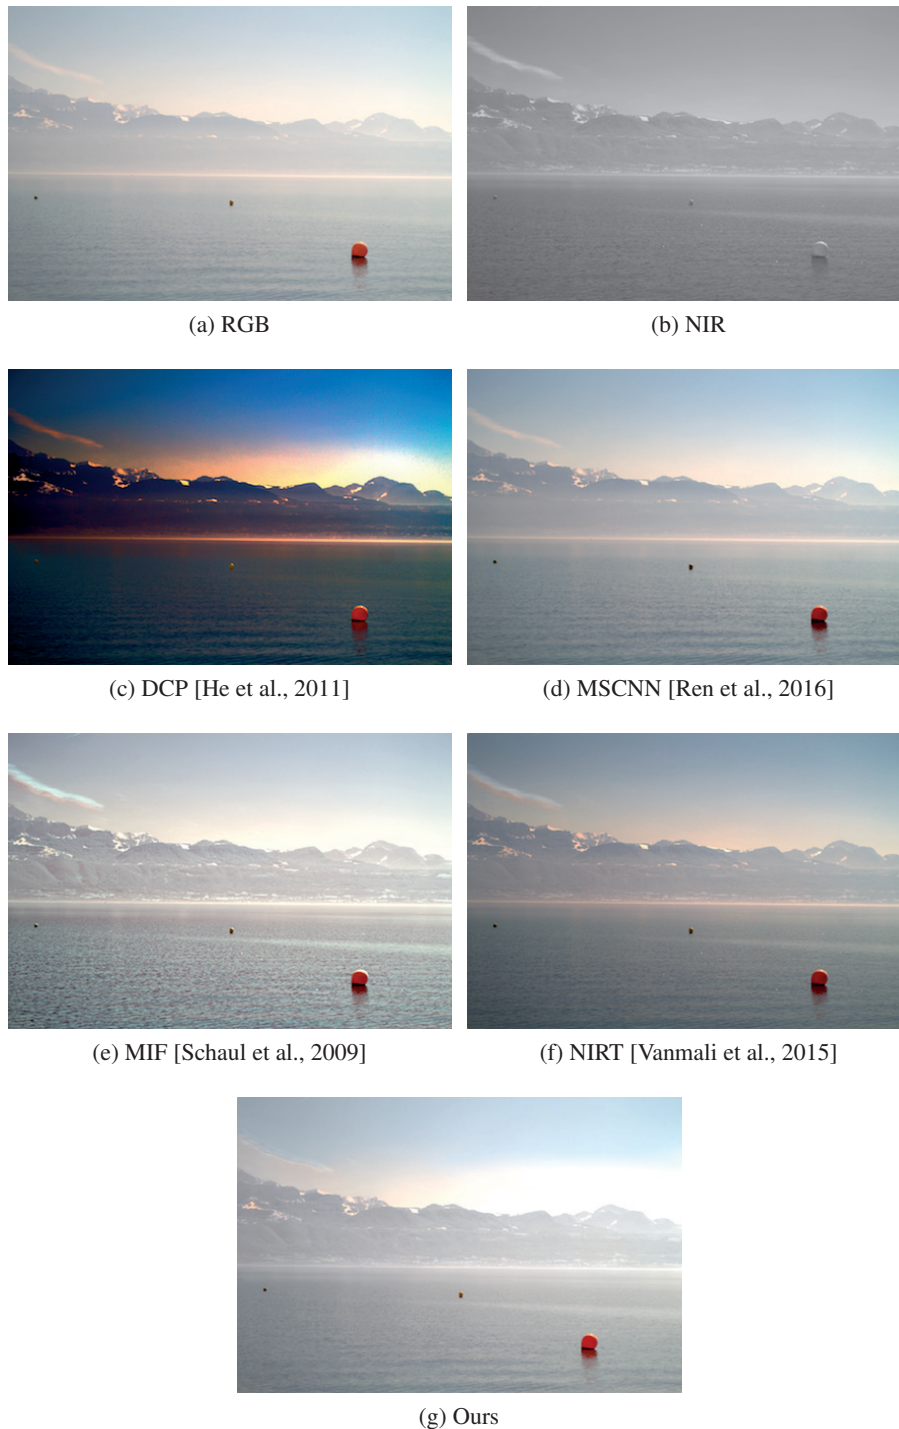 (a) RGB
(b) NIR
(c) DCP [He et al., 2011]
(d) MSCNN [Ren et al., 2016]
(e) MIF [Schaul et al., 2009]
(f) NIRT [Vanmali et al., 2015]
(g) Ours